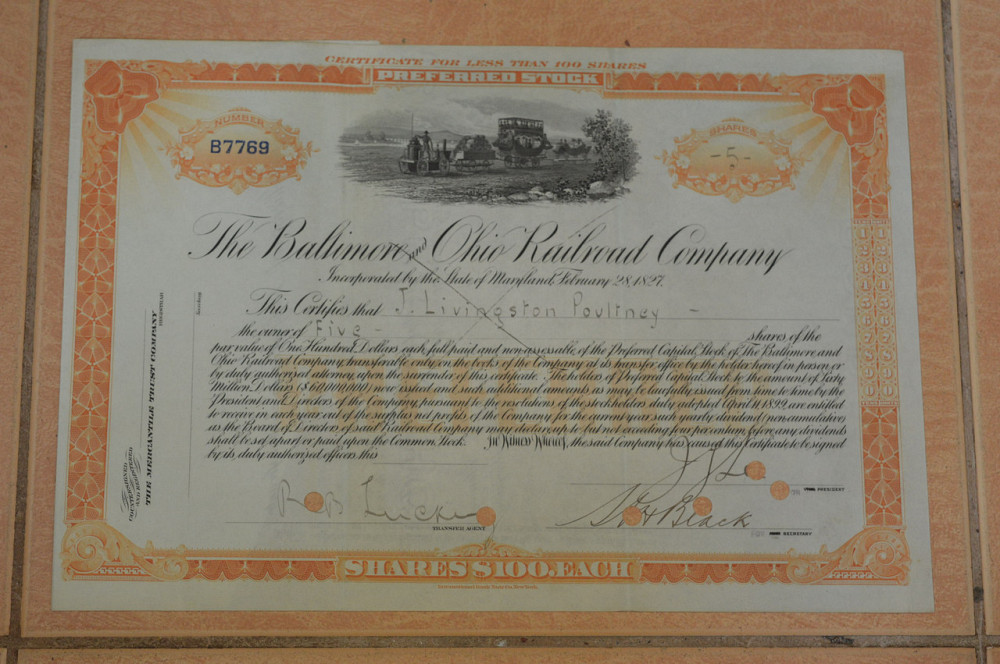 CERTIFICATE FOR LESS THAN 100 SHARES
PREFERRED STOCK
NUMBER
B7769
SHARES
-5-
The Baltimore and Ohio Railroad Company
Incorporated by the State of Maryland, February 28, 1827.
This Certifies that J. Livingston Poultney -
the owner of Five - shares of the
par value of One Hundred Dollars each, full paid and non-assessable, of the Preferred Capital Stock of The Baltimore and
Ohio Railroad Company, transferable only on the books of the Company at its transfer office by the holder hereof in person or
by duly authorized attorney upon the surrender of this certificate. The holders of Preferred Capital Stock to the amount of Sixty
Million Dollars ($60,000,000) now issued and such additional amounts as may be lawfully issued from time to time by the
President and Directors of the Company, pursuant to the resolutions of the stockholders duly adopted April 11, 1899, are entitled
to receive in each year out of the surplus net profits of the Company for the current year such yearly dividend, noncumulative
as the Board of Directors of said Railroad Company may declare, up to but not exceeding four per centum, before any dividends
shall be set apart or paid upon the Common Stock. In Witness Whereof, the said Company has caused this Certificate to be signed
by its duly authorized officers this
COUNTERSIGNED
AND REGISTERED
THE MERCANTILE TRUST COMPANY
REGISTRAR
TRANSFER AGENT
PRESIDENT
SECRETARY
SHARES $100. EACH